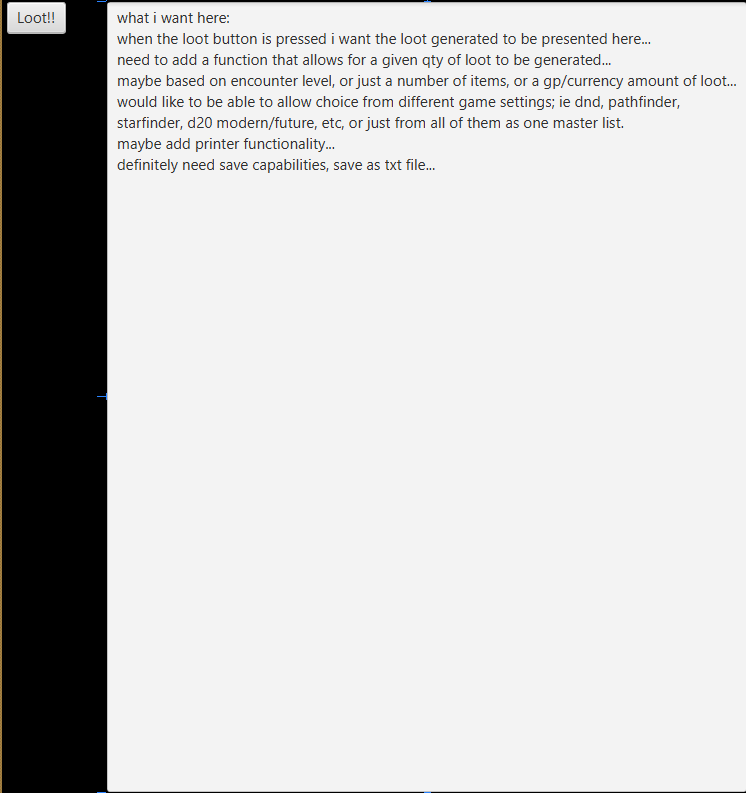 Loot!!
what i want here:
when the loot button is pressed i want the loot generated to be presented here...
need to add a function that allows for a given qty of loot to be generated...
maybe based on encounter level, or just a number of items, or a gp/currency amount of loot...
would like to be able to allow choice from different game settings; ie dnd, pathfinder,
starfinder, d20 modern/future, etc, or just from all of them as one master list.
maybe add printer functionality...
definitely need save capabilities, save as txt file...